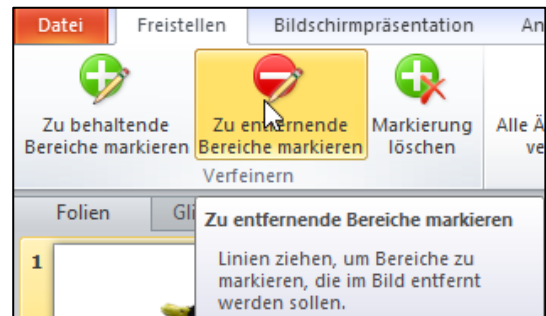 Datei Freistellen Bildschirmpräsentation An
Zu behaltende Bereiche markieren
Zu entfernende Bereiche markieren
Markierung löschen
Alle Ä
ve
Verfeinern
Folien Gli
Zu entfernende Bereiche markieren
1
Linien ziehen, um Bereiche zu
markieren, die im Bild entfernt
werden sollen.